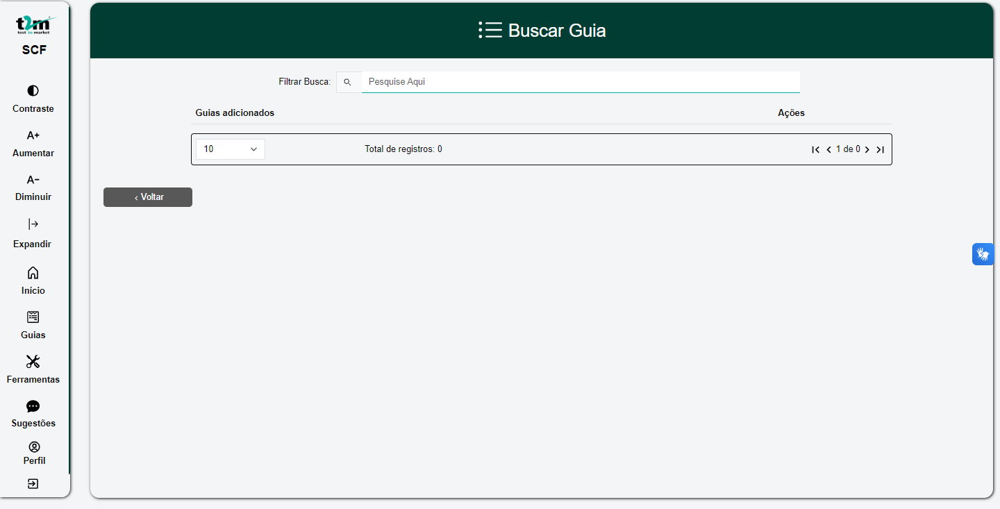 t2m
test to market
SCF
Contraste
A+
Aumentar
A-
Diminuir
Expandir
Início
Guias
Ferramentas
Sugestões
Perfil
Buscar Guia
Filtrar Busca: Pesquise Aqui
Guias adicionados Ações
10 Total de registros: 0 1 de 0
‹ Voltar